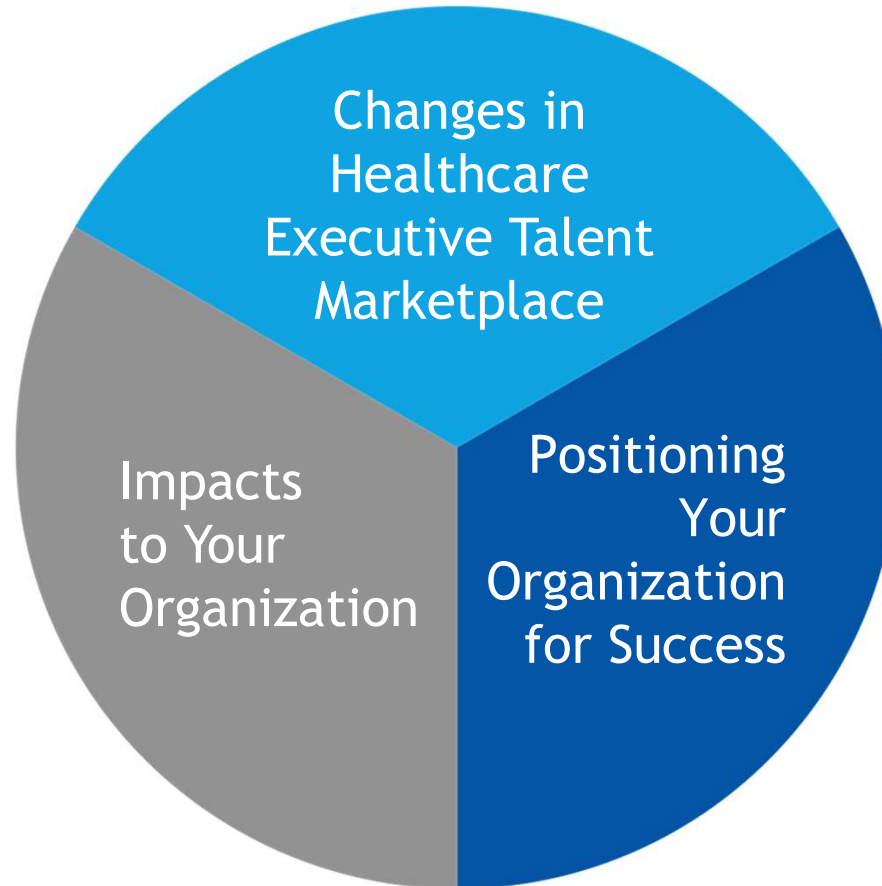 Changes in
Healthcare
Executive Talent
Marketplace
Impacts
to Your
Organization
Positioning
Your
Organization
for Success